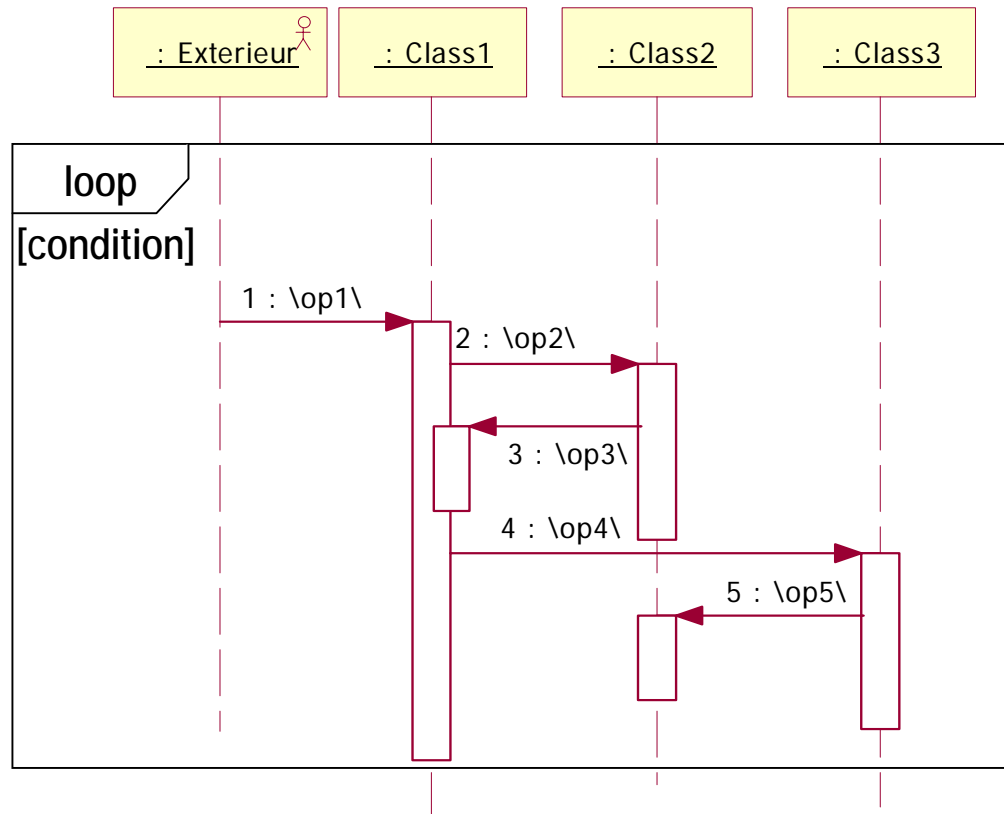 : Exterieur
: Class1
: Class2
: Class3
loop
[condition]
1 : \op1\
2 : \op2\
3 : \op3\
4 : \op4\
5 : \op5\